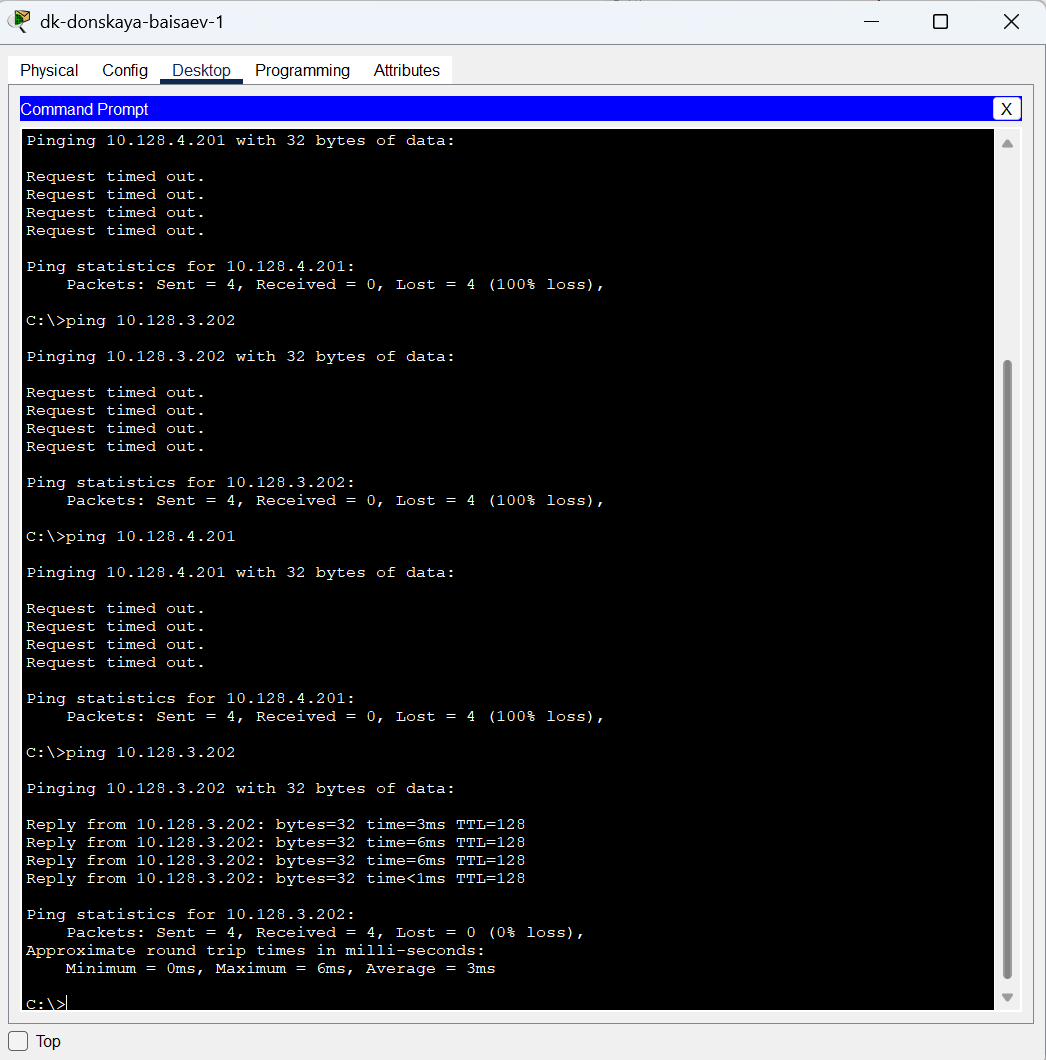 dk-donskaya-baisaev-1
Physical Config Desktop Programming Attributes
Command Prompt X
Pinging 10.128.4.201 with 32 bytes of data:
Request timed out.
Request timed out.
Request timed out.
Request timed out.
Ping statistics for 10.128.4.201:
    Packets: Sent = 4, Received = 0, Lost = 4 (100% loss),
C:\>ping 10.128.3.202
Pinging 10.128.3.202 with 32 bytes of data:
Request timed out.
Request timed out.
Request timed out.
Request timed out.
Ping statistics for 10.128.3.202:
    Packets: Sent = 4, Received = 0, Lost = 4 (100% loss),
C:\>ping 10.128.4.201
Pinging 10.128.4.201 with 32 bytes of data:
Request timed out.
Request timed out.
Request timed out.
Request timed out.
Ping statistics for 10.128.4.201:
    Packets: Sent = 4, Received = 0, Lost = 4 (100% loss),
C:\>ping 10.128.3.202
Pinging 10.128.3.202 with 32 bytes of data:
Reply from 10.128.3.202: bytes=32 time=3ms TTL=128
Reply from 10.128.3.202: bytes=32 time=6ms TTL=128
Reply from 10.128.3.202: bytes=32 time=6ms TTL=128
Reply from 10.128.3.202: bytes=32 time<1ms TTL=128
Ping statistics for 10.128.3.202:
    Packets: Sent = 4, Received = 4, Lost = 0 (0% loss),
Approximate round trip times in milli-seconds:
    Minimum = 0ms, Maximum = 6ms, Average = 3ms
C:\>
Top